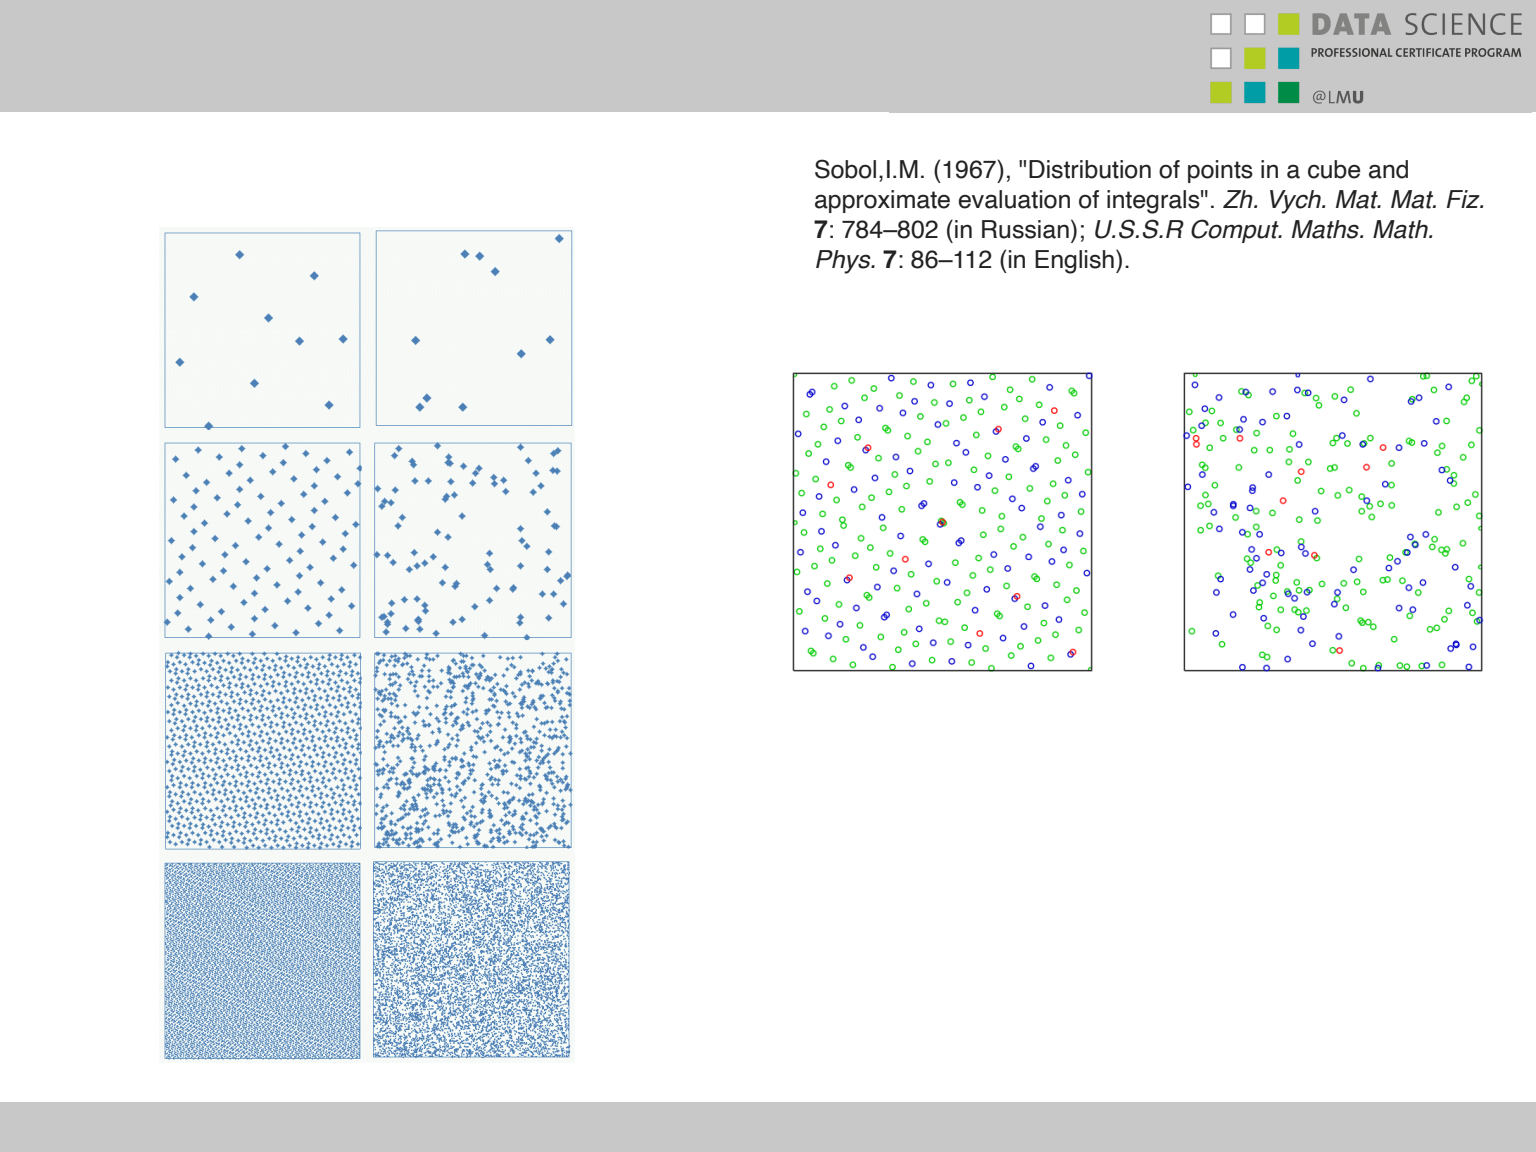 DATA SCIENCE
PROFESSIONAL CERTIFICATE PROGRAM
@LMU
Sobol,I.M. (1967), "Distribution of points in a cube and
approximate evaluation of integrals". Zh. Vych. Mat. Mat. Fiz.
7: 784–802 (in Russian); U.S.S.R Comput. Maths. Math.
Phys. 7: 86–112 (in English).